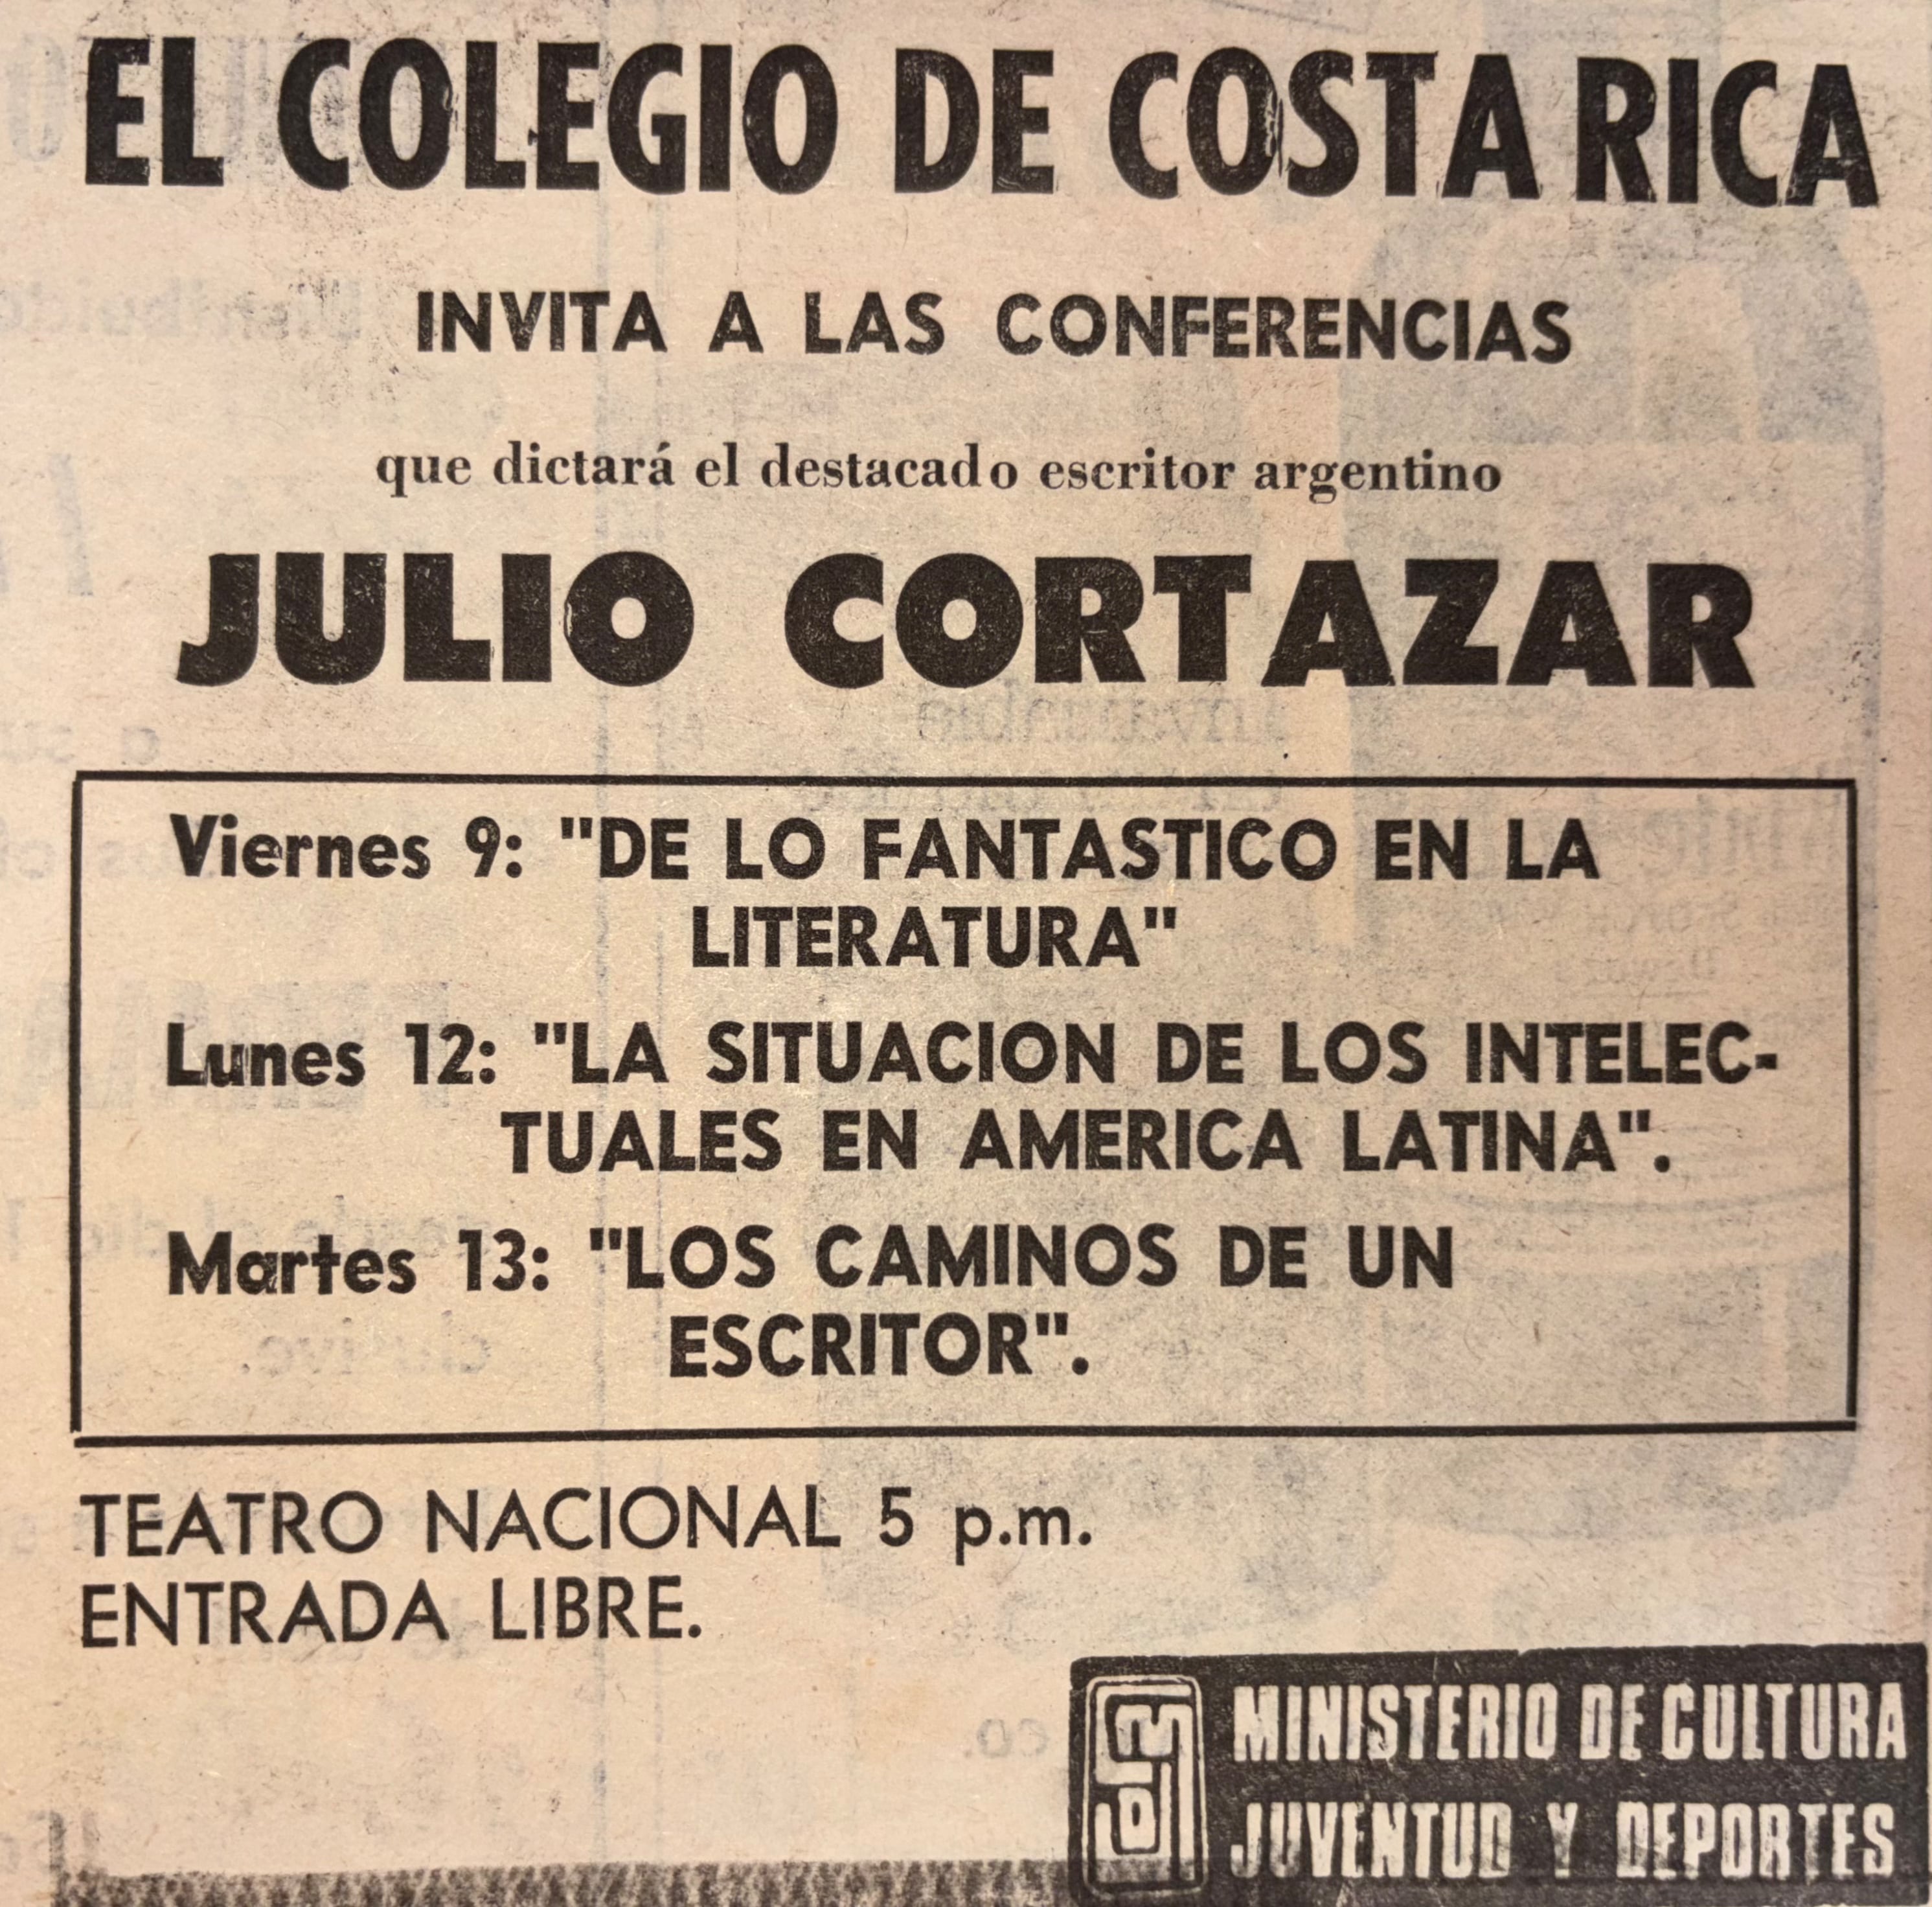 EL COLEGIO DE COSTA RICA
INVITA A LAS CONFERENCIAS
que dictará el destacado escritor argentino
JULIO CORTAZAR
Viernes 9: "DE LO FANTASTICO EN LA
LITERATURA"
Lunes 12: "LA SITUACION DE LOS INTELEC-
TUALES EN AMERICA LATINA".
Martes 13: "LOS CAMINOS DE UN
ESCRITOR".
TEATRO NACIONAL 5 p.m.
ENTRADA LIBRE.
MINISTERIO DE CULTURA
JUVENTUD Y DEPORTES